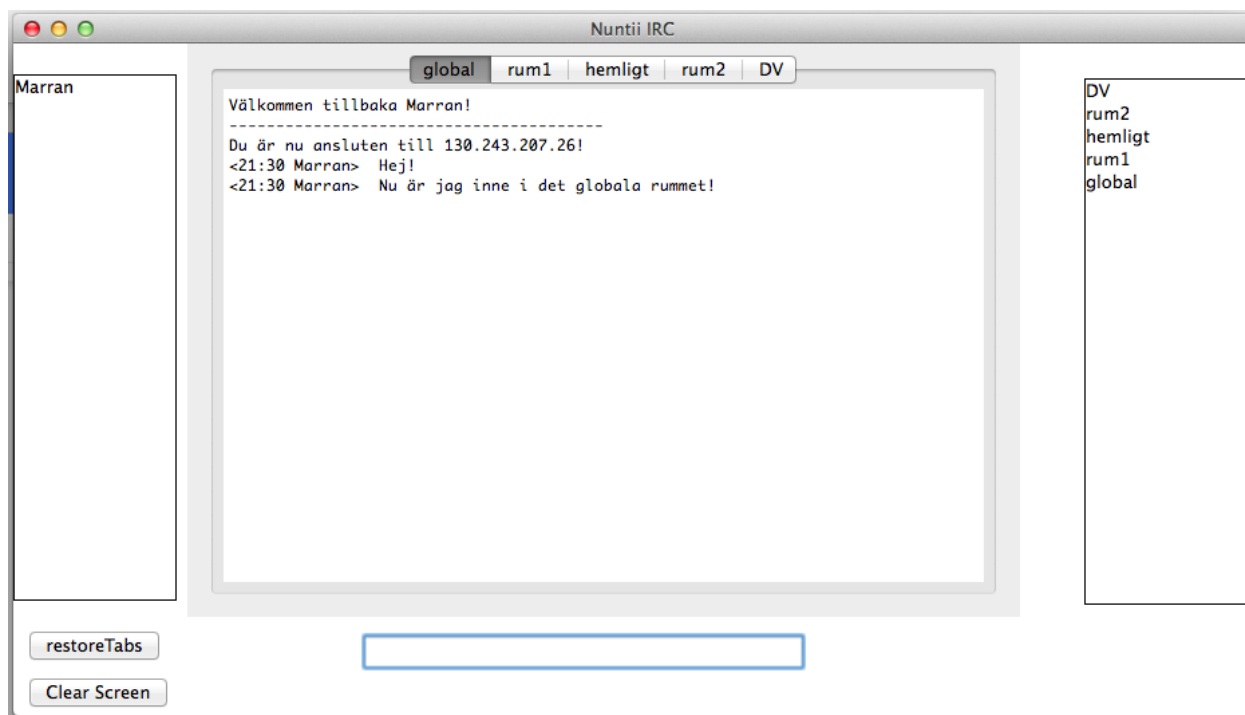 Nuntii IRC
global rum1 hemligt rum2 DV
Marran
Välkommen tillbaka Marran!
----------------------------------------
Du är nu ansluten till 130.243.207.26!
<21:30 Marran> Hej!
<21:30 Marran> Nu är jag inne i det globala rummet!
DV
rum2
hemligt
rum1
global
restoreTabs
Clear Screen